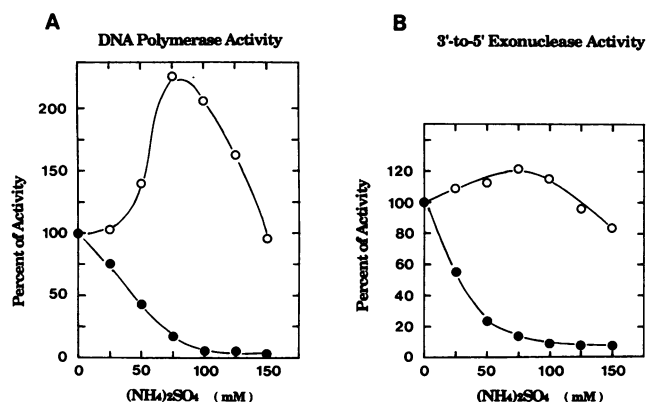 A
DNA Polymerase Activity
Percent of Activity
200
150
100
50
0
0 50 100 150
(NH₄)₂SO₄ (mM)
B
3'-to-5' Exonuclease Activity
Percent of Activity
120
100
80
60
40
20
0
0 50 100 150
(NH₄)₂SO₄ (mM)